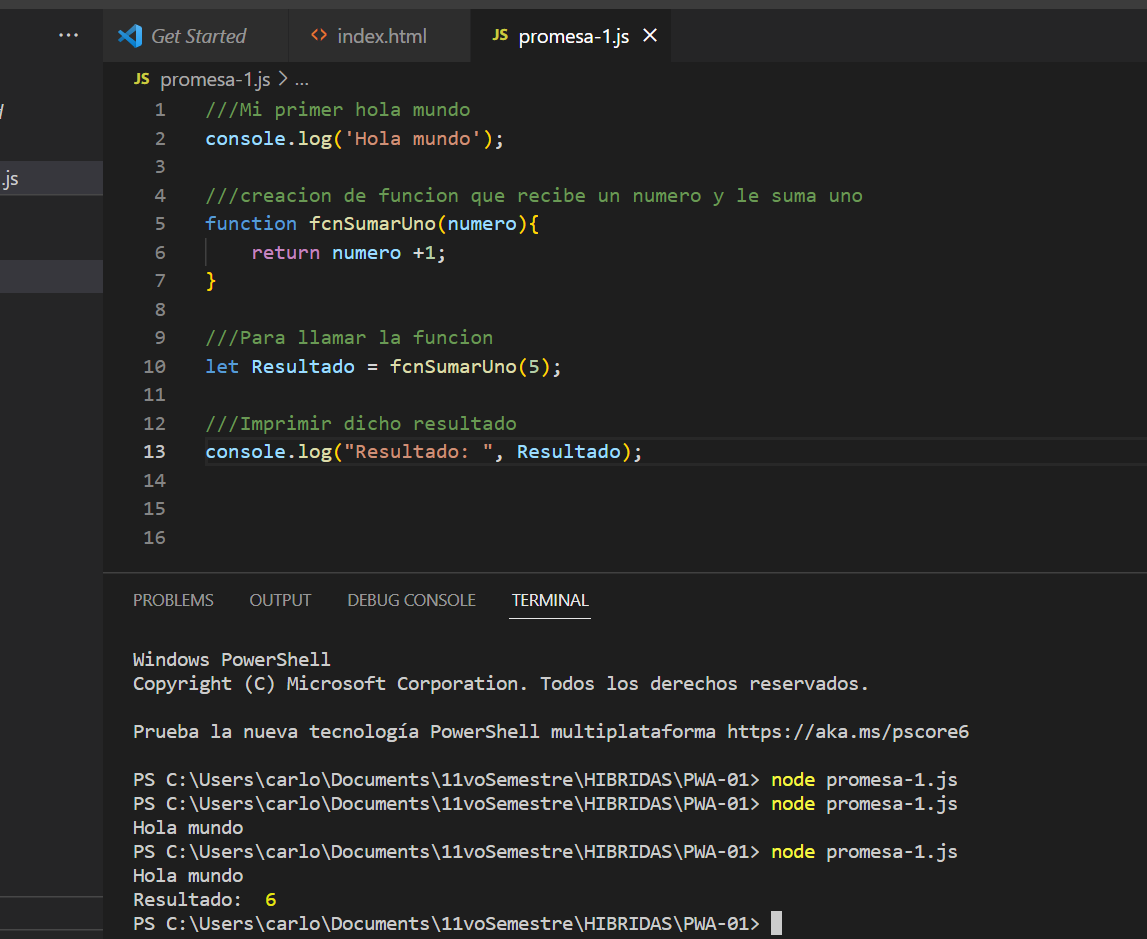 ··· Get Started <> index.html JS promesa-1.js ×
JS promesa-1.js > ...
.js
1 ///Mi primer hola mundo
2 console.log('Hola mundo');
3
4 ///creacion de funcion que recibe un numero y le suma uno
5 function fcnSumarUno(numero){
6     return numero +1;
7 }
8
9 ///Para llamar la funcion
10 let Resultado = fcnSumarUno(5);
11
12 ///Imprimir dicho resultado
13 console.log("Resultado: ", Resultado);
14
15
16
PROBLEMS OUTPUT DEBUG CONSOLE TERMINAL
Windows PowerShell
Copyright (C) Microsoft Corporation. Todos los derechos reservados.
Prueba la nueva tecnología PowerShell multiplataforma https://aka.ms/pscore6
PS C:\Users\carlo\Documents\11voSemestre\HIBRIDAS\PWA-01> node promesa-1.js
PS C:\Users\carlo\Documents\11voSemestre\HIBRIDAS\PWA-01> node promesa-1.js
Hola mundo
PS C:\Users\carlo\Documents\11voSemestre\HIBRIDAS\PWA-01> node promesa-1.js
Hola mundo
Resultado:  6
PS C:\Users\carlo\Documents\11voSemestre\HIBRIDAS\PWA-01>